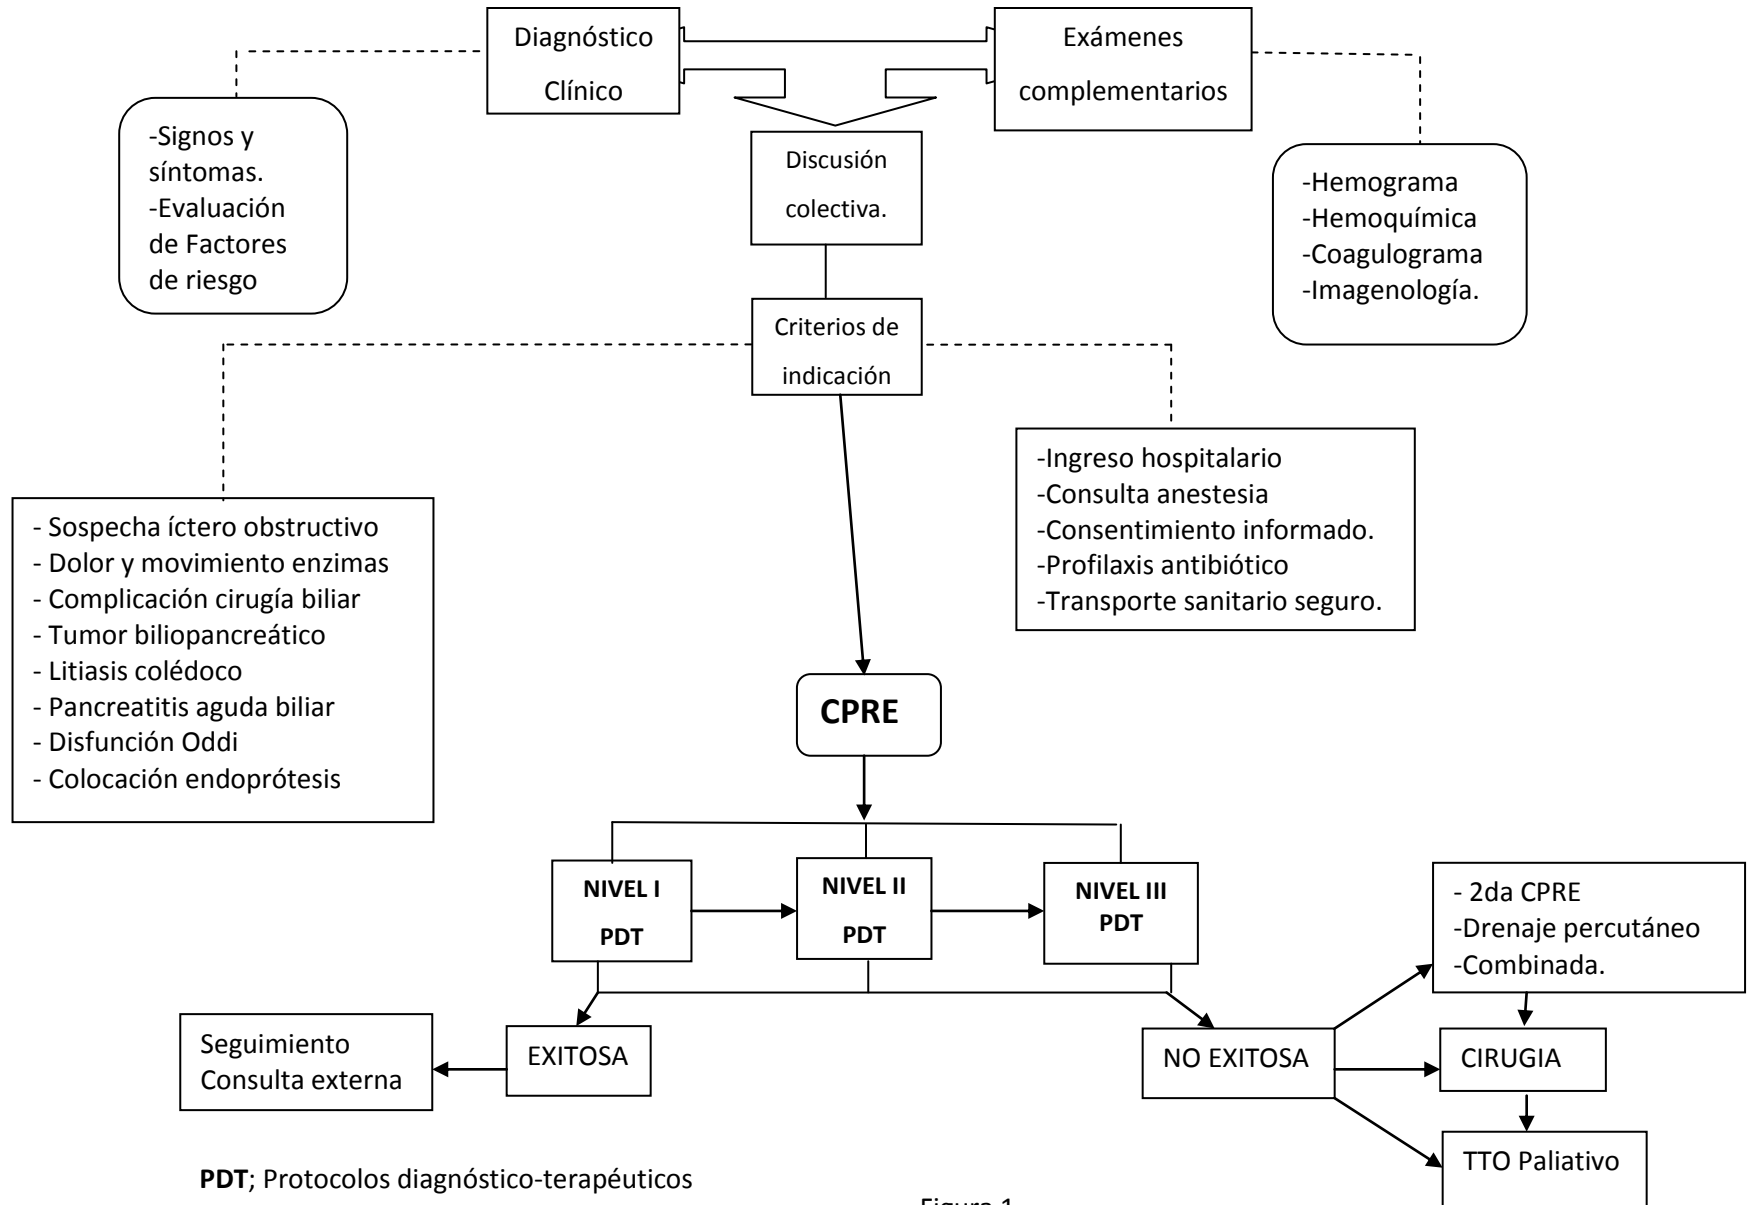 Diagnóstico
Clínico
Exámenes
complementarios
-Signos y
síntomas.
-Evaluación
de Factores
de riesgo
Discusión
colectiva.
-Hemograma
-Hemoquímica
-Coagulograma
-Imagenología.
Criterios de
indicación
- Sospecha íctero obstructivo
- Dolor y movimiento enzimas
- Complicación cirugía biliar
- Tumor biliopancreático
- Litiasis colédoco
- Pancreatitis aguda biliar
- Disfunción Oddi
- Colocación endoprótesis
-Ingreso hospitalario
-Consulta anestesia
-Consentimiento informado.
-Profilaxis antibiótico
-Transporte sanitario seguro.
CPRE
NIVEL I
PDT
NIVEL II
PDT
NIVEL III
PDT
- 2da CPRE
-Drenaje percutáneo
-Combinada.
Seguimiento
Consulta externa
EXITOSA
NO EXITOSA
CIRUGIA
TTO Paliativo
PDT; Protocolos diagnóstico-terapéuticos
Figura 1